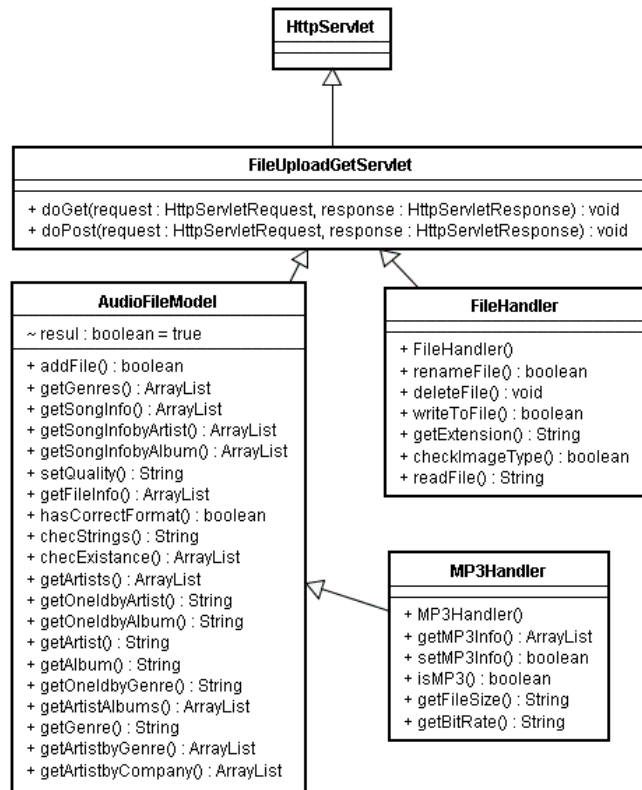 HttpServlet
FileUploadGetServlet
+ doGet(request : HttpServletRequest, response : HttpServletResponse) : void
+ doPost(request : HttpServletRequest, response : HttpServletResponse) : void
AudioFileModel
~ resul : boolean = true
+ addFile() : boolean
+ getGenres() : ArrayList
+ getSongInfo() : ArrayList
+ getSongInfobyArtist() : ArrayList
+ getSongInfobyAlbum() : ArrayList
+ setQuality() : String
+ getFileInfo() : ArrayList
+ hasCorrectFormat() : boolean
+ checStrings() : String
+ checExistance() : ArrayList
+ getArtists() : ArrayList
+ getOneIdbyArtist() : String
+ getOneIdbyAlbum() : String
+ getArtist() : String
+ getAlbum() : String
+ getOneIdbyGenre() : String
+ getArtistAlbums() : ArrayList
+ getGenre() : String
+ getArtistbyGenre() : ArrayList
+ getArtistbyCompany() : ArrayList
FileHandler
+ FileHandler()
+ renameFile() : boolean
+ deleteFile() : void
+ writeToFile() : boolean
+ getExtension() : String
+ checkImageType() : boolean
+ readFile() : String
MP3Handler
+ MP3Handler()
+ getMP3Info() : ArrayList
+ setMP3Info() : boolean
+ isMP3() : boolean
+ getFileSize() : String
+ getBitRate() : String